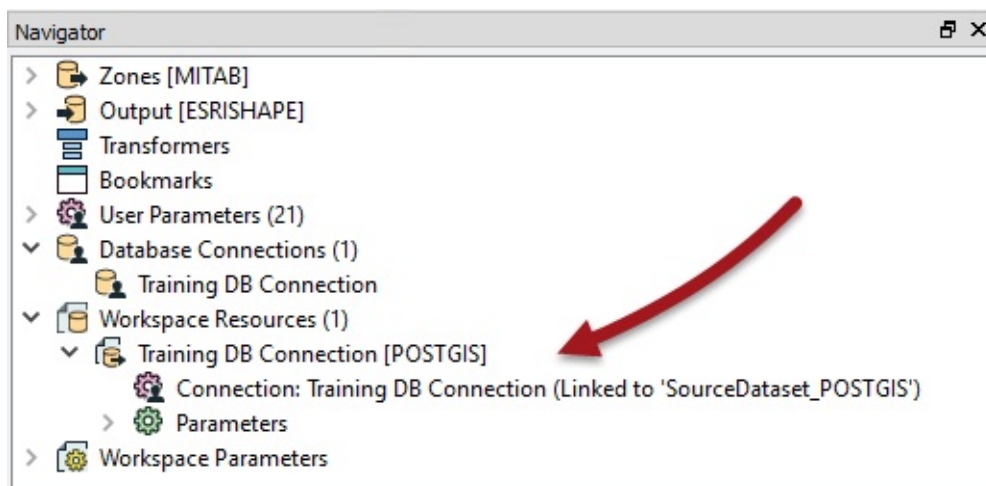 Navigator
Zones [MITAB]
Output [ESRISHAPE]
Transformers
Bookmarks
User Parameters (21)
Database Connections (1)
Training DB Connection
Workspace Resources (1)
Training DB Connection [POSTGIS]
Connection: Training DB Connection (Linked to 'SourceDataset_POSTGIS')
Parameters
Workspace Parameters